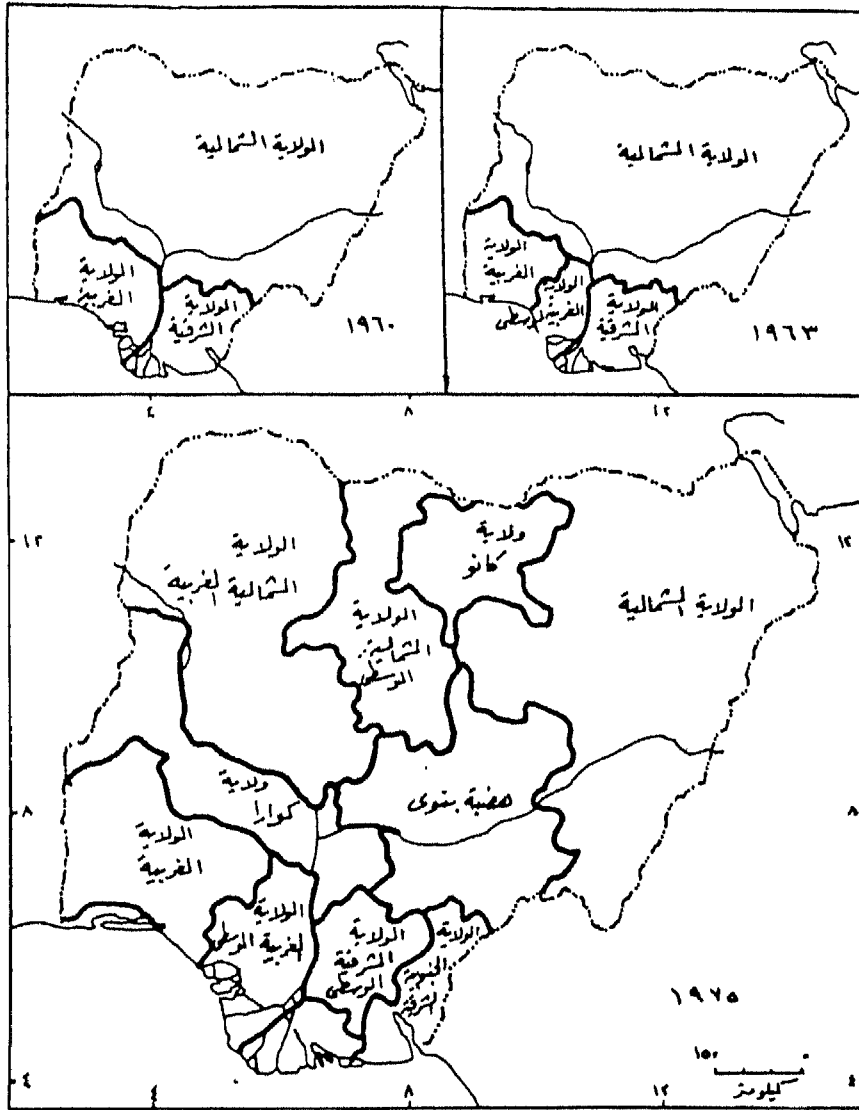 الولاية الشمالية
الولاية
الغربية
الولاية
الشرقية
١٩٦٠
الولاية الشمالية
الولاية
الغربية
الولاية
الغربية
الوسطى
الولاية
الشرقية
١٩٦٣
٤
٨
١٢
١٢
١٢
الولاية
الشمالية الغربية
الولاية
الشمالية
الوسطى
ولاية
كانو
الولاية الشمالية
ولاية
كوارا
هضبة بنوى
٨
٨
الولاية
الغربية
الولاية
الغربية الوسطى
الولاية
الشرقية
الوسطى
الولاية
الجنوبية
الشرقية
١٩٧٥
١٥٠
٠
كيلومتر
٤
٤
٤
٨
١٢